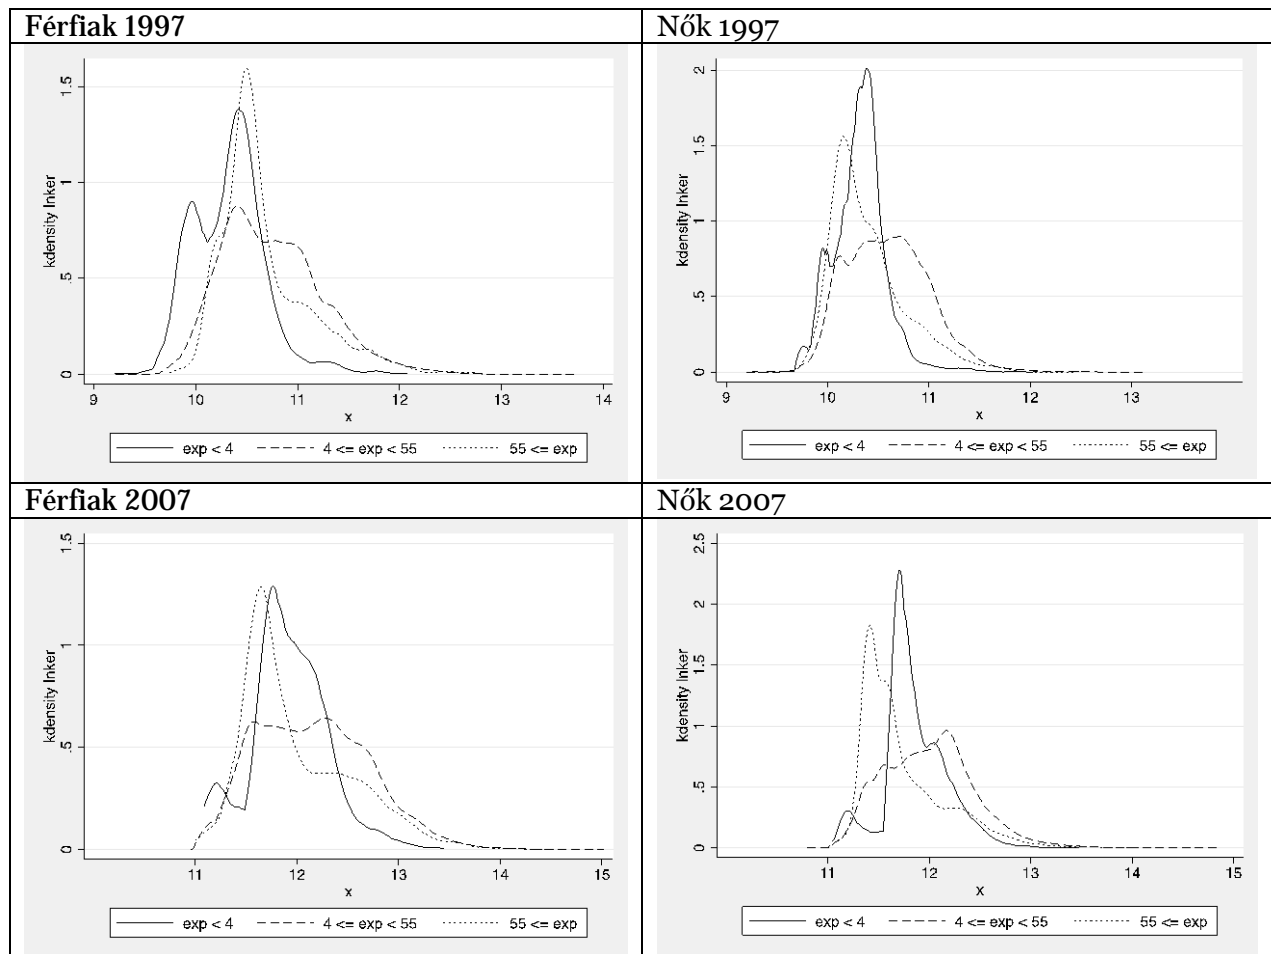 Férfiak 1997
Nők 1997
kdensity lnker
0 .5 1 1.5
9 10 11 12 13 14
x
exp < 4 4 <= exp < 55 55 <= exp
kdensity lnker
0 .5 1 1.5 2
9 10 11 12 13
x
exp < 4 4 <= exp < 55 55 <= exp
Férfiak 2007
Nők 2007
kdensity lnker
0 .5 1 1.5
11 12 13 14 15
x
exp < 4 4 <= exp < 55 55 <= exp
kdensity lnker
0 .5 1 1.5 2 2.5
11 12 13 14 15
x
exp < 4 4 <= exp < 55 55 <= exp